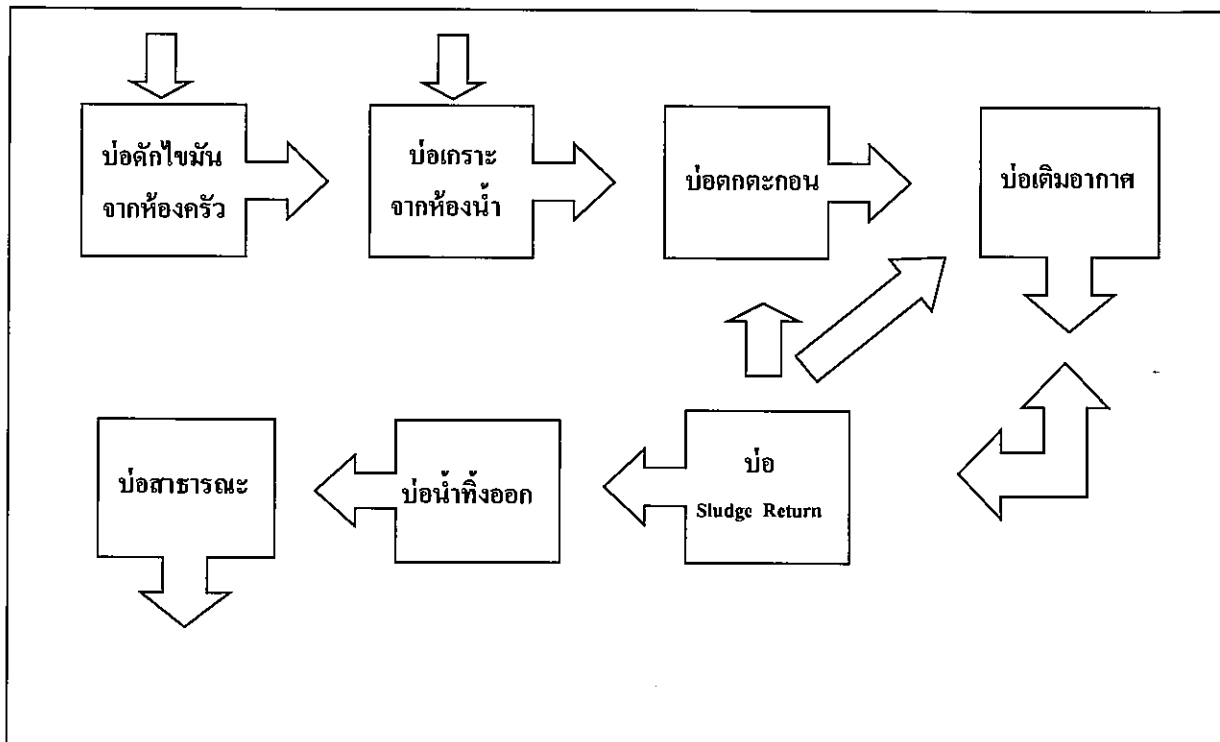 บ่อดักไขมัน
จากห้องครัว
บ่อเกราะ
จากห้องน้ำ
บ่อตกตะกอน
บ่อเติมอากาศ
บ่อสาธารณะ
บ่อน้ำทิ้งออก
บ่อ
Sludge Return